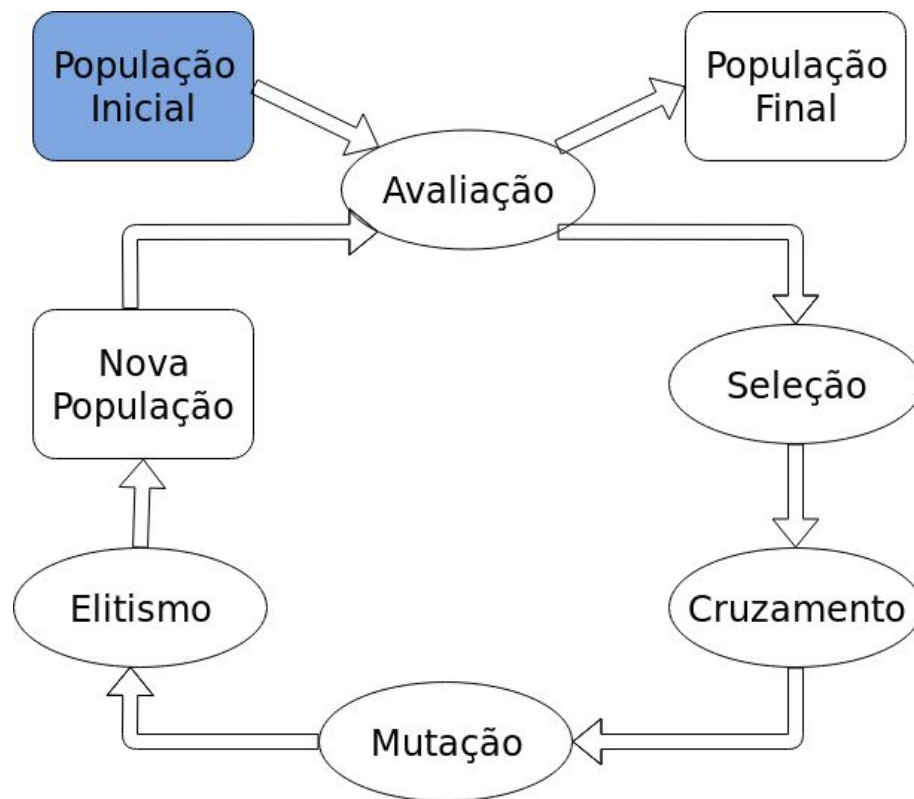 População
Inicial
População
Final
Avaliação
Nova
População
Seleção
Elitismo
Cruzamento
Mutação